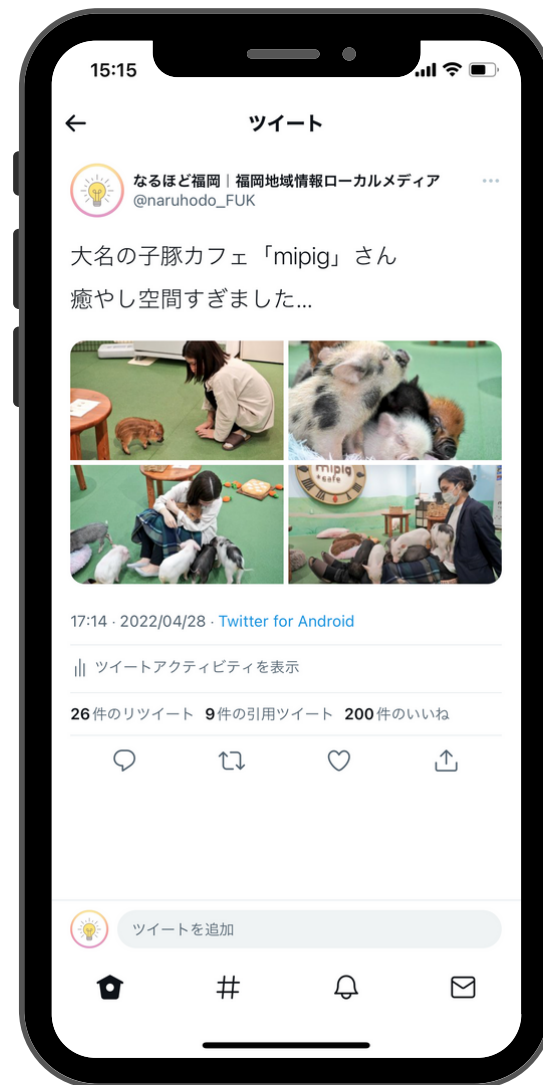 15:15
ツイート
なるほど福岡｜福岡地域情報ローカルメディア
@naruhodo_FUK
大名の子豚カフェ「mipig」さん
癒やし空間すぎました...
mipig
cafe
17:14 · 2022/04/28 · Twitter for Android
ツイートアクティビティを表示
26件のリツイート 9件の引用ツイート 200件のいいね
ツイートを追加